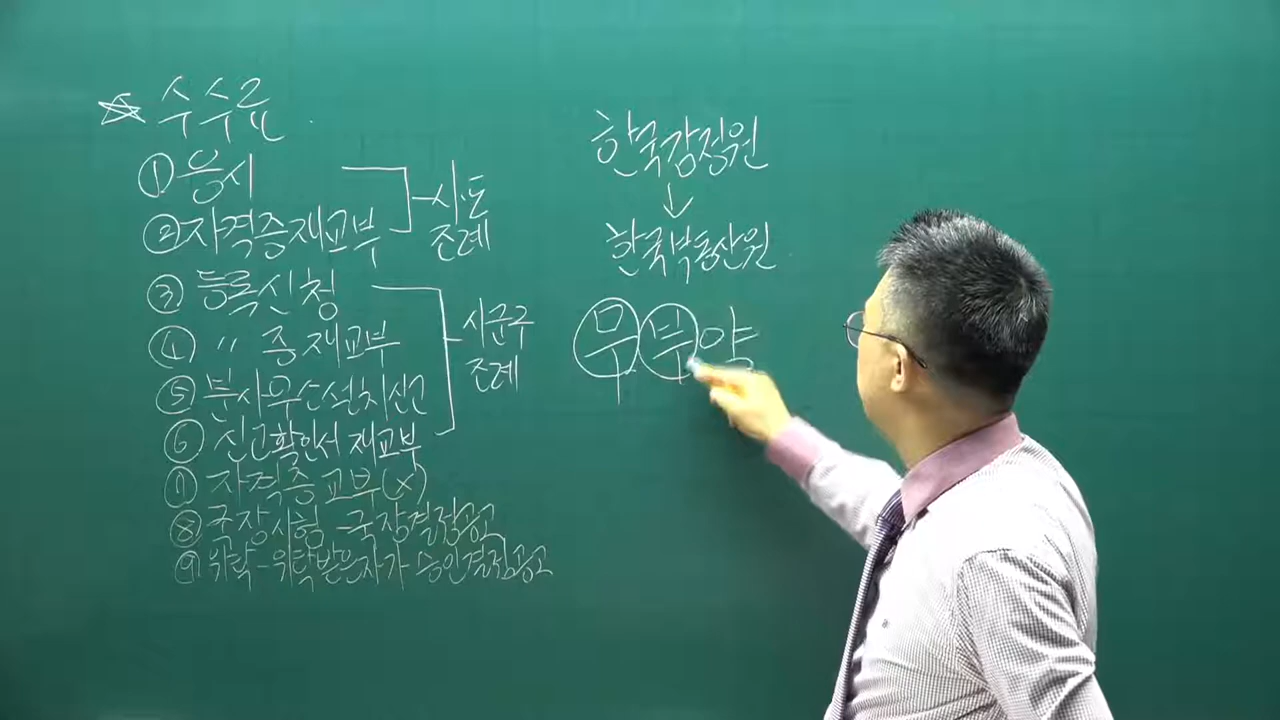 ☆ 수수료
① 응시
② 자격증재교부
시·도
조례
③ 등록신청
④ 〃 증재교부
⑤ 분사무소설치신고
⑥ 신고확인서 재교부
시군구
조례
⑦ 자격증교부(x)
⑧ 국장시험 - 국장결정공고
⑨ 위탁 - 위탁받은자가 승인결정공고
한국감정원
↓
한국부동산원
무 부 약